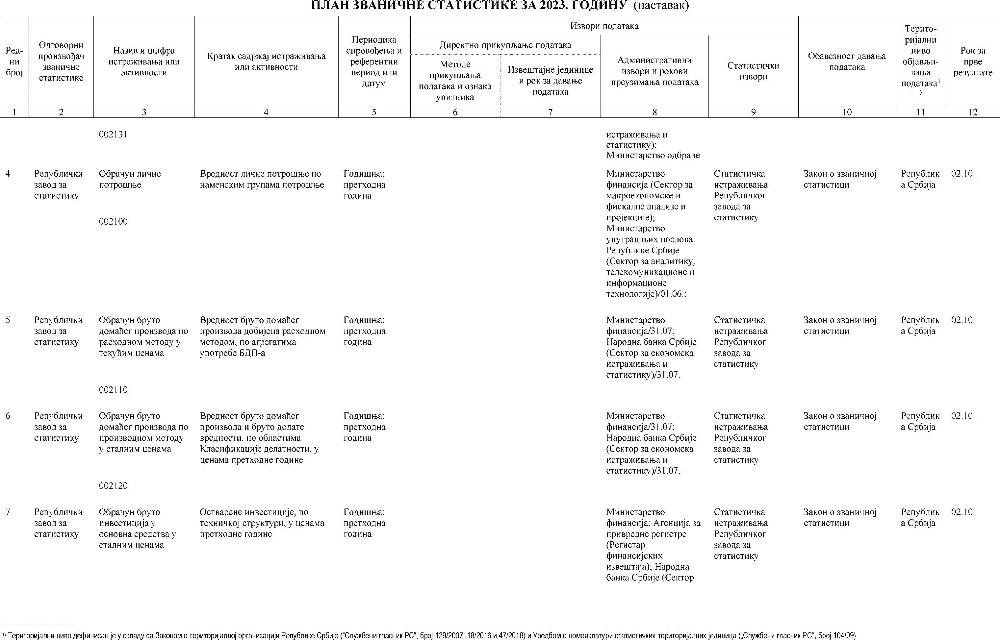 ПЛАН ЗВАНИЧНЕ СТАТИСТИКЕ ЗА 2023. ГОДИНУ (наставак)
Ред-
ни
број
Одговорни
произвођач
званичне
статистике
Назив и шифра
истраживања или
активности
Кратак садржај истраживања
или активности
Периодика
спровођења и
референтни
период или
датум
Извори података
Директно прикупљање података
Методе
прикупљања
података и ознака
упитника
Извештајне јединице
и рок за давање
података
Административни
извори и рокови
преузимања података
Статистички
извори
Обавезност давања
података
Терито-
ријални
ниво
објављи-
вања
података1
)
Рок за
прве
резултате
1 2 3 4 5 6 7 8 9 10 11 12
002131
истраживања и
статистику);
Министарство одбране
4
Републички
завод за
статистику
Обрачун личне
потрошње
002100
Вредност личне потрошње по
наменским групама потрошње
Годишња;
претходна
година
Министарство
финансија (Сектор за
макроекономске и
фискалне анализе и
пројекције);
Министарство
унутрашњих послова
Републике Србије
(Сектор за аналитику,
телекомуникационе и
информационе
технологије)/01.06.;
Статистичка
истраживања
Републичког
завода за
статистику
Закон о званичној
статистици
Републик
а Србија
02.10.
5
Републички
завод за
статистику
Обрачун бруто
домаћег производа по
расходном методу у
текућим ценама
002110
Вредност бруто домаћег
производа добијена расходном
методом, по агрегатима
употребе БДП-а
Годишња;
претходна
година
Министарство
финансија/31.07;
Народна банка Србије
(Сектор за економска
истраживања и
статистику)/31.07.
Статистичка
истраживања
Републичког
завода за
статистику
Закон о званичној
статистици
Републик
а Србија
02.10.
6
Републички
завод за
статистику
Обрачун бруто
домаћег производа по
производном методу
у сталним ценама
002120
Вредност бруто домаћег
производа и бруто додате
вредности, по областима
Класификације делатности, у
ценама претходне године
Годишња;
претходна
година
Министарство
финансија/31.07;
Народна банка Србије
(Сектор за економска
истраживања и
статистику)/31.07.
Статистичка
истраживања
Републичког
завода за
статистику
Закон о званичној
статистици
Републик
а Србија
02.10.
7
Републички
завод за
статистику
Обрачун бруто
инвестиција у
основна средства у
сталним ценама
Остварене инвестиције, по
техничкој структури, у ценама
претходне године
Годишња;
претходна
година
Министарство
финансија; Агенција за
привредне регистре
(Регистар
финансијских
извештаја); Народна
банка Србије (Сектор
Статистичка
истраживања
Републичког
завода за
статистику
Закон о званичној
статистици
Републик
а Србија
02.10.
1) Територијални ниво дефинисан је у складу са Законом о територијалној организацији Републике Србије ("Службени гласник РС", број 129/2007, 18/2016 и 47/2018) и Уредбом о номенклатури статистичких територијалних јединица („Службени гласник РС", број 104/09).